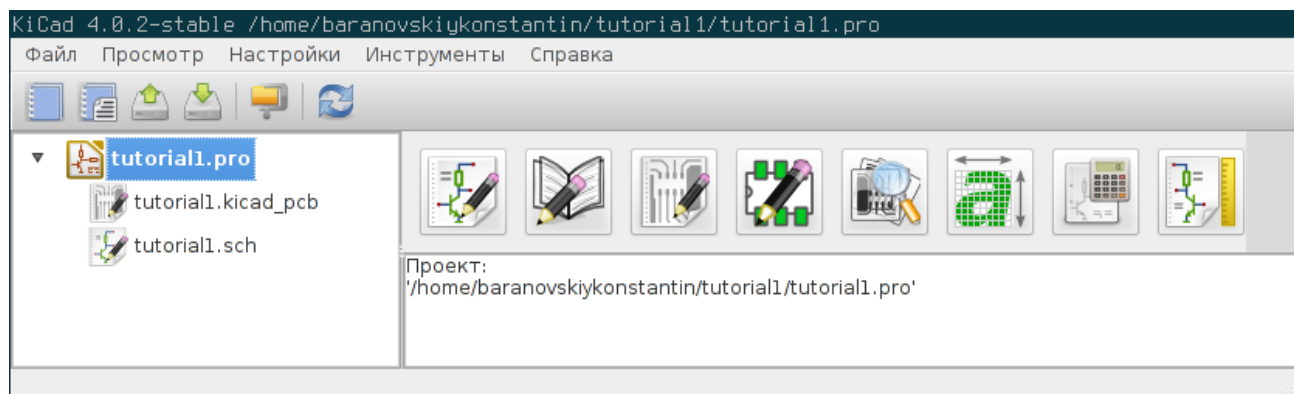 KiCad 4.0.2-stable /home/baranovskiykonstantin/tutorial1/tutorial1.pro
Файл Просмотр Настройки Инструменты Справка
tutorial1.pro
tutorial1.kicad_pcb
tutorial1.sch
Проект:
'/home/baranovskiykonstantin/tutorial1/tutorial1.pro'